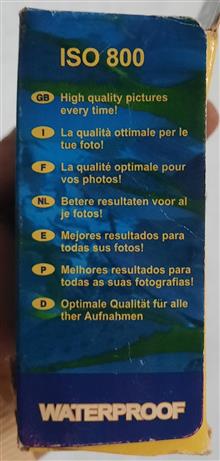 ISO 800
GB High quality pictures
every time!
I La qualità ottimale per le
tue foto!
F La qualité optimale pour
vos photos!
NL Betere resultaten voor al
je fotos!
E Mejores resultados para
todas sus fotos!
P Melhores resultados para
todas as suas fotografias!
D Optimale Qualität für alle
ther Aufnahmen
WATERPROOF